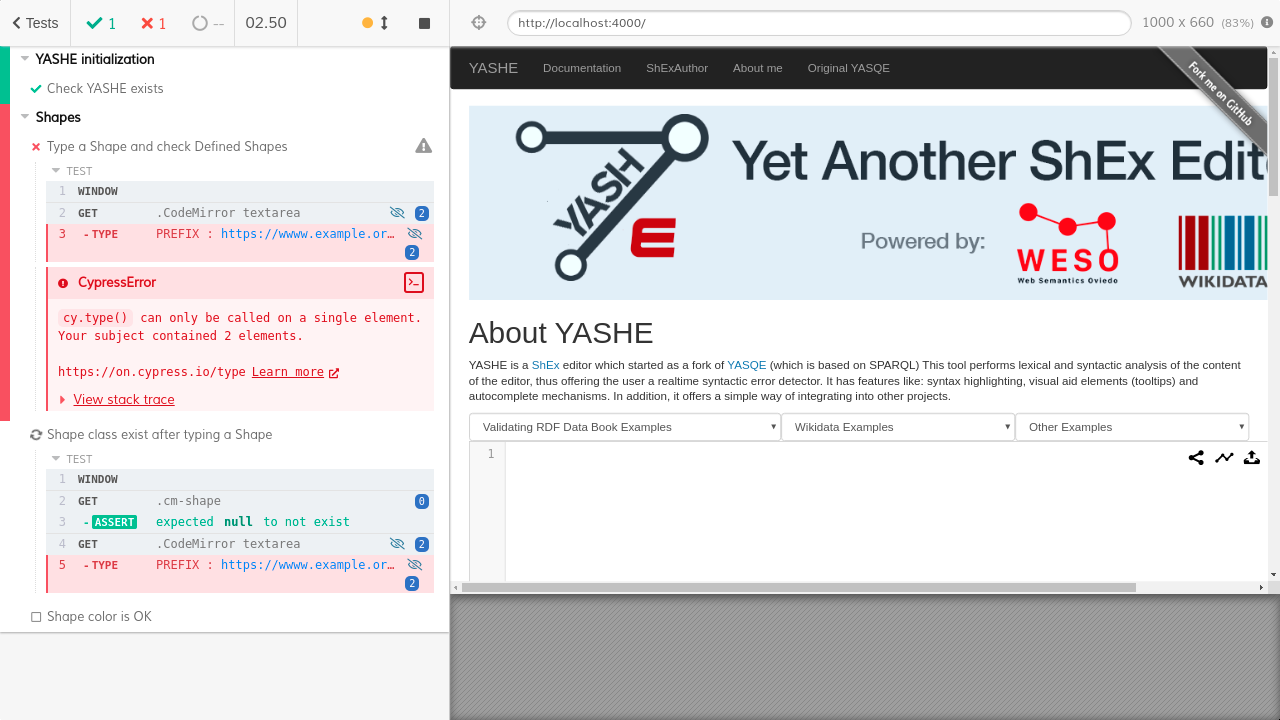 Tests
1
1
--
02.50
http://localhost:4000/
1000 x 660 (83%)
YASHE initialization
Check YASHE exists
Shapes
Type a Shape and check Defined Shapes
TEST
1 WINDOW
2 GET .CodeMirror textarea 2
3 - TYPE PREFIX : https://wwww.example.or…
2
CypressError
cy.type() can only be called on a single element.
Your subject contained 2 elements.
https://on.cypress.io/type Learn more
View stack trace
Shape class exist after typing a Shape
TEST
1 WINDOW
2 GET .cm-shape 0
3 - ASSERT expected null to not exist
4 GET .CodeMirror textarea 2
5 - TYPE PREFIX : https://wwww.example.or…
2
Shape color is OK
YASHE Documentation ShExAuthor About me Original YASQE
Fork me on GitHub
YASH
E
Yet Another ShEx Edit
Powered by:
WESO
Web Semantics Oviedo
WIKIDATA
About YASHE
YASHE is a ShEx editor which started as a fork of YASQE (which is based on SPARQL) This tool performs lexical and syntactic analysis of the content
of the editor, thus offering the user a realtime syntactic error detector. It has features like: syntax highlighting, visual aid elements (tooltips) and
autocomplete mechanisms. In addition, it offers a simple way of integrating into other projects.
Validating RDF Data Book Examples Wikidata Examples Other Examples
1